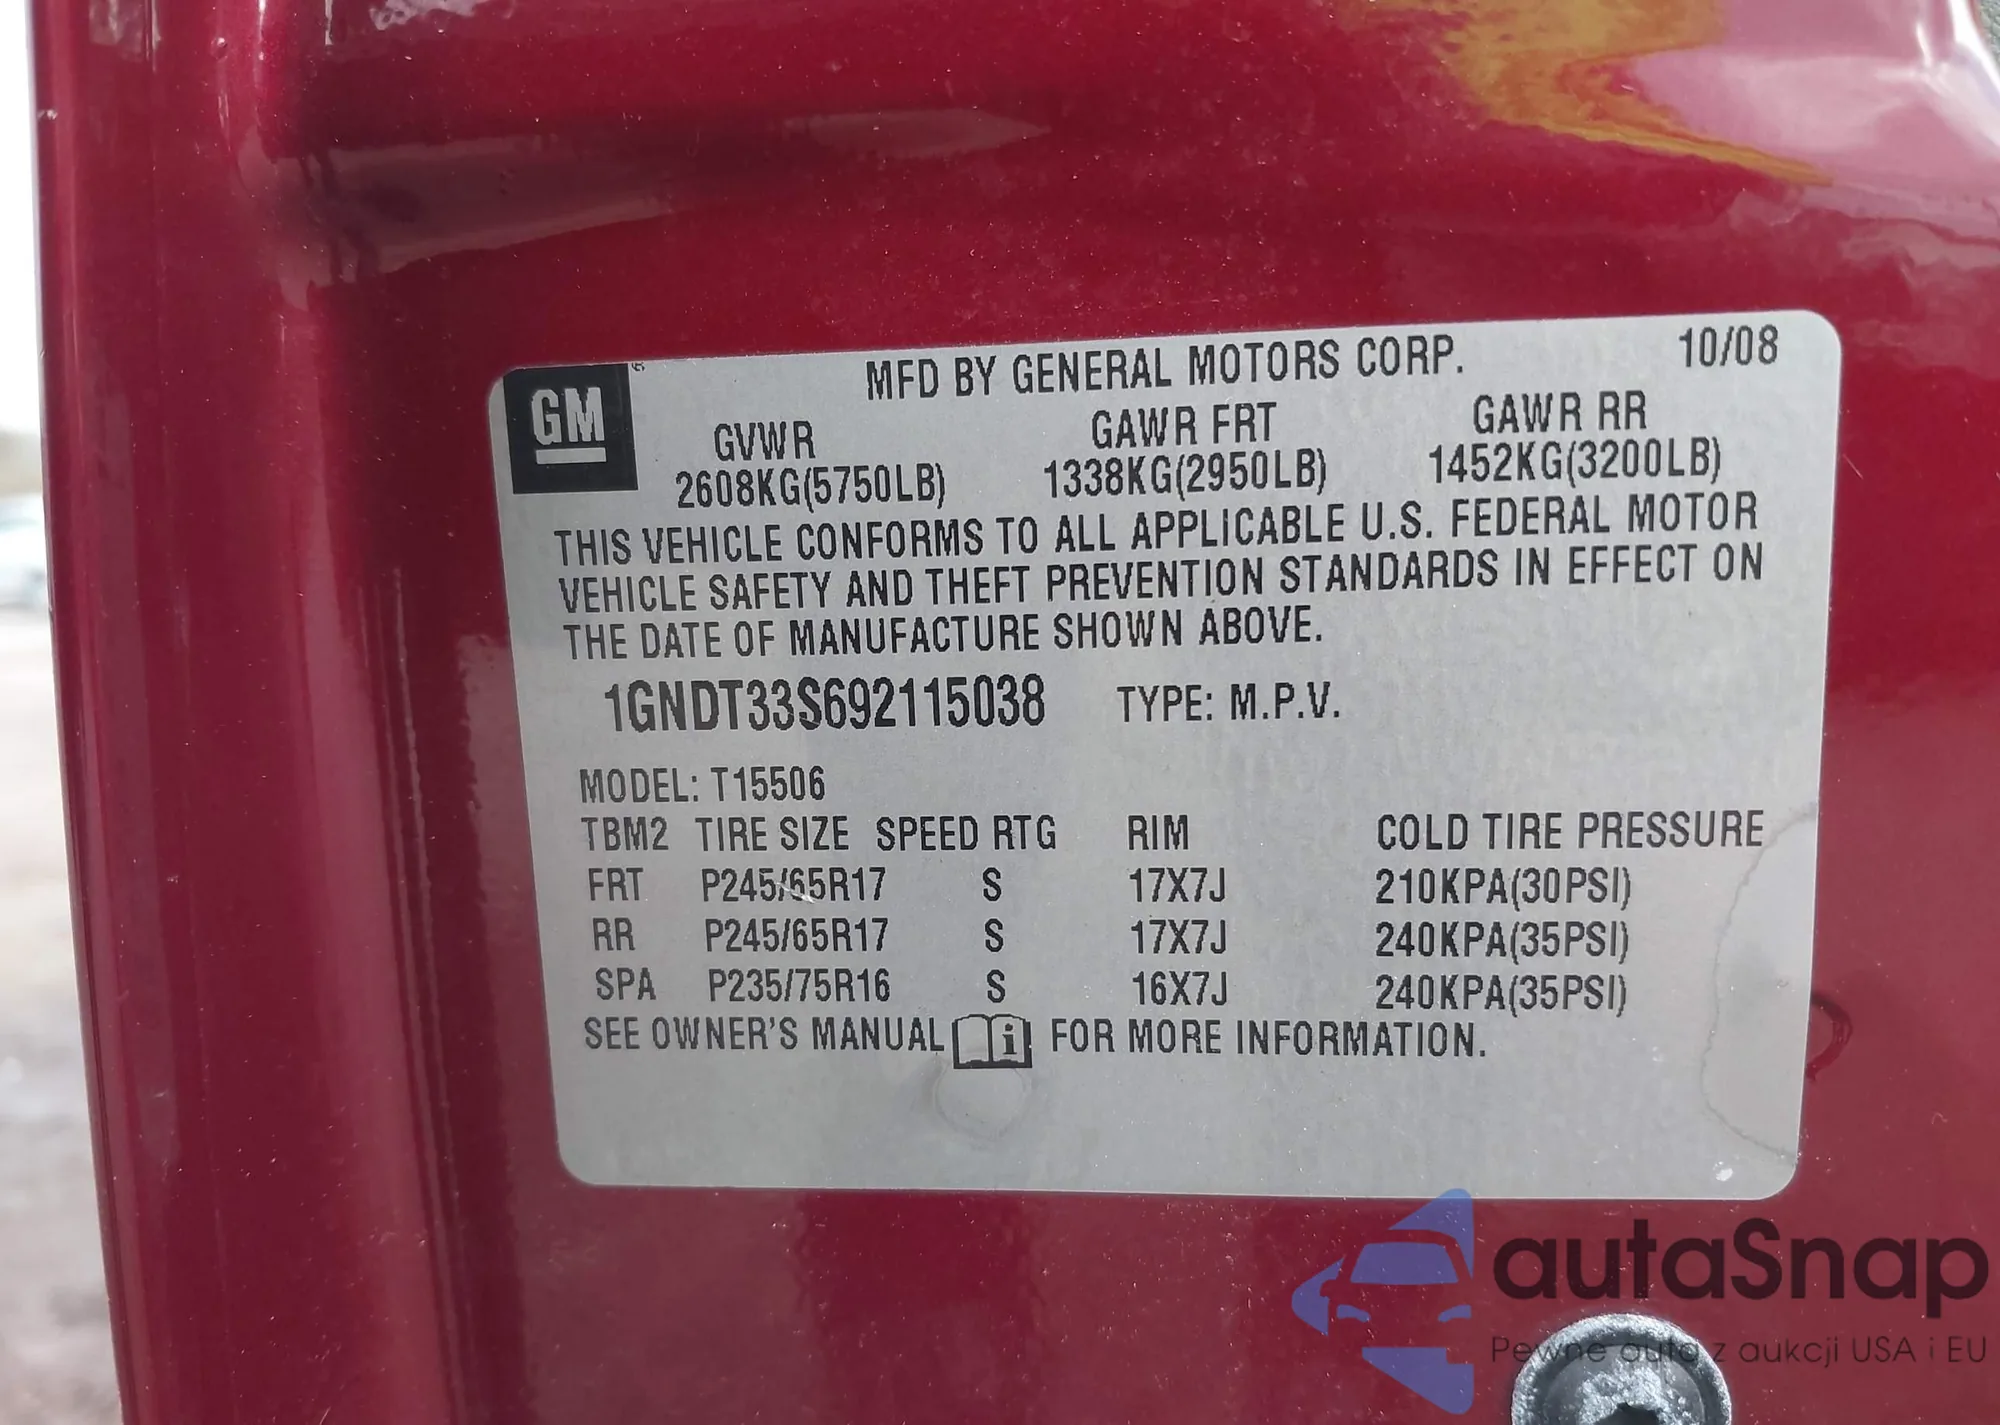 MFD BY GENERAL MOTORS CORP. 10/08
GM ®
GVWR GAWR FRT GAWR RR
2608KG(5750LB) 1338KG(2950LB) 1452KG(3200LB)
THIS VEHICLE CONFORMS TO ALL APPLICABLE U.S. FEDERAL MOTOR
VEHICLE SAFETY AND THEFT PREVENTION STANDARDS IN EFFECT ON
THE DATE OF MANUFACTURE SHOWN ABOVE.
1GNDT33S692115038 TYPE: M.P.V.
MODEL: T15506
TBM2 TIRE SIZE SPEED RTG RIM COLD TIRE PRESSURE
FRT P245/65R17 S 17X7J 210KPA(30PSI)
RR P245/65R17 S 17X7J 240KPA(35PSI)
SPA P235/75R16 S 16X7J 240KPA(35PSI)
SEE OWNER'S MANUAL i FOR MORE INFORMATION.
autaSnap
Pewne auta z aukcji USA i EU